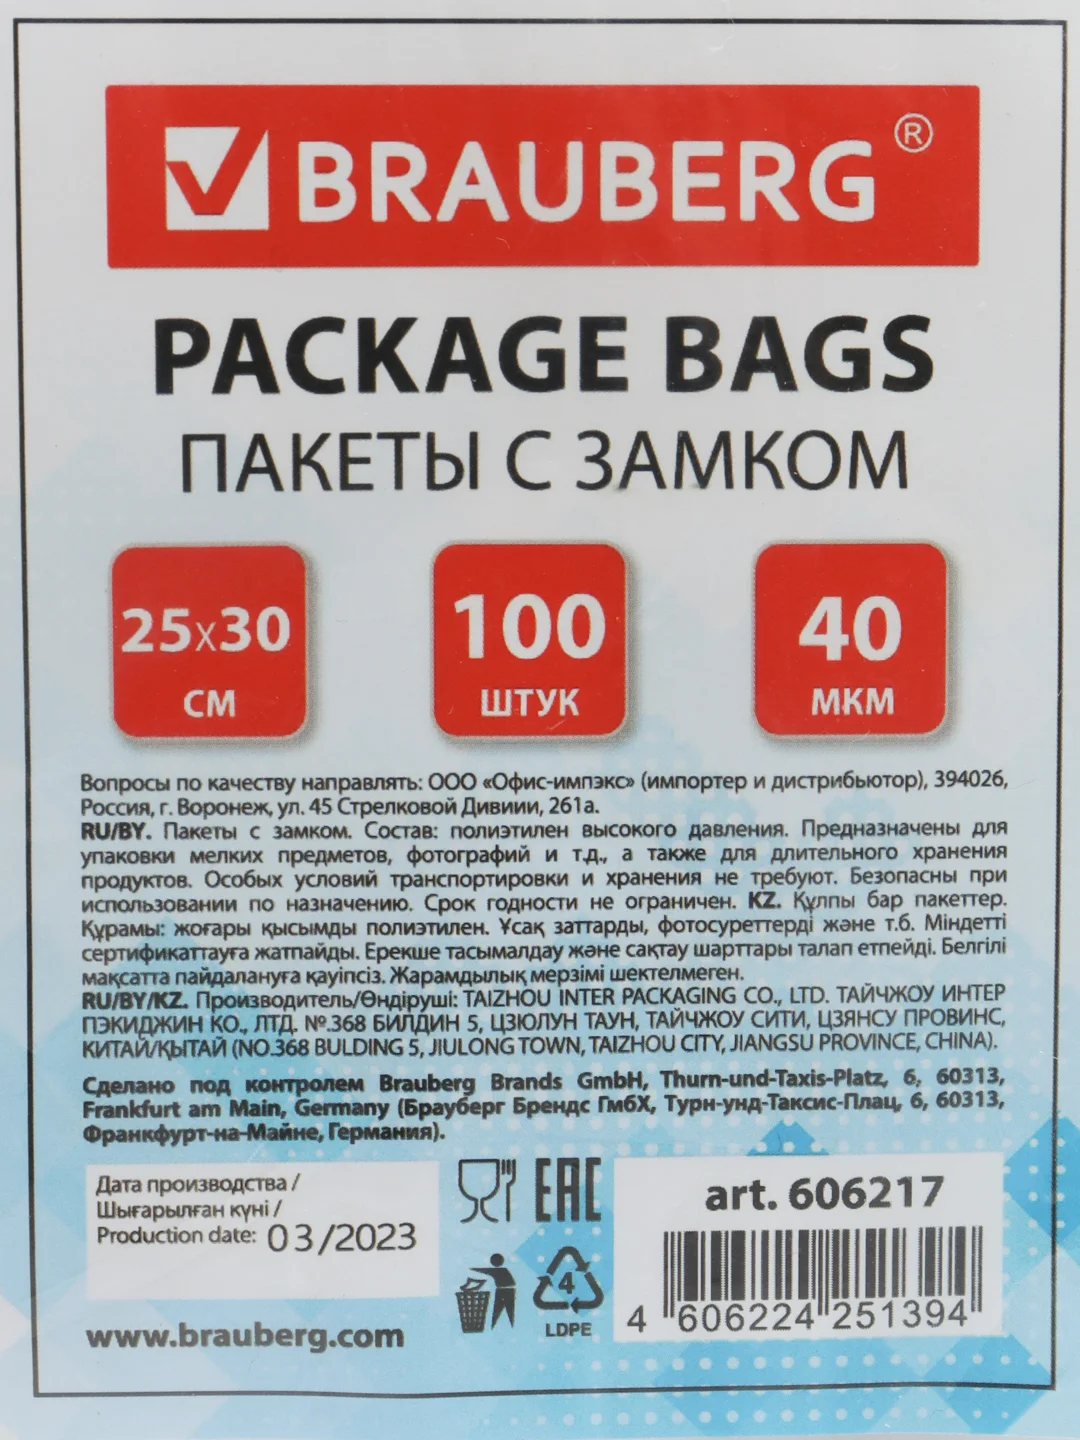 BRAUBERG®
PACKAGE BAGS
ПАКЕТЫ С ЗАМКОМ
25x30
СМ
100
ШТУК
40
МКМ
Вопросы по качеству направлять: ООО «Офис-импэкс» (импортер и дистрибьютор), 394026,
Россия, г. Воронеж, ул. 45 Стрелковой Дивиии, 261а.
RU/BY. Пакеты с замком. Состав: полиэтилен высокого давления. Предназначены для
упаковки мелких предметов, фотографий и т.д., а также для длительного хранения
продуктов. Особых условий транспортировки и хранения не требуют. Безопасны при
использовании по назначению. Срок годности не ограничен. KZ. Құлпы бар пакеттер.
Құрамы: жоғары қысымды полиэтилен. Ұсақ заттарды, фотосуреттерді және т.б. Міндетті
сертификаттауға жатпайды. Ерекше тасымалдау және сақтау шарттары талап етпейді. Белгілі
мақсатта пайдалануға қауіпсіз. Жарамдылық мерзімі шектелмеген.
RU/BY/KZ. Производитель/Өндіруші: TAIZHOU INTER PACKAGING CO., LTD. ТАЙЧЖОУ ИНТЕР
ПЭКИДЖИН КО., ЛТД. №.368 БИЛДИН 5, ЦЗЮЛУН ТАУН, ТАЙЧЖОУ СИТИ, ЦЗЯНСУ ПРОВИНС,
КИТАЙ/ҚЫТАЙ (NO.368 BULDING 5, JIULONG TOWN, TAIZHOU CITY, JIANGSU PROVINCE, CHINA).
Сделано под контролем Brauberg Brands GmbH, Thurn-und-Taxis-Platz, 6, 60313,
Frankfurt am Main, Germany (Брауберг Брендс ГмбХ, Турн-унд-Таксис-Плац, 6, 60313,
Франкфурт-на-Майне, Германия).
Дата производства /
Шығарылған күні /
Production date: 03/2023
www.brauberg.com
EAC
4
LDPE
art. 606217
4 606224 251394